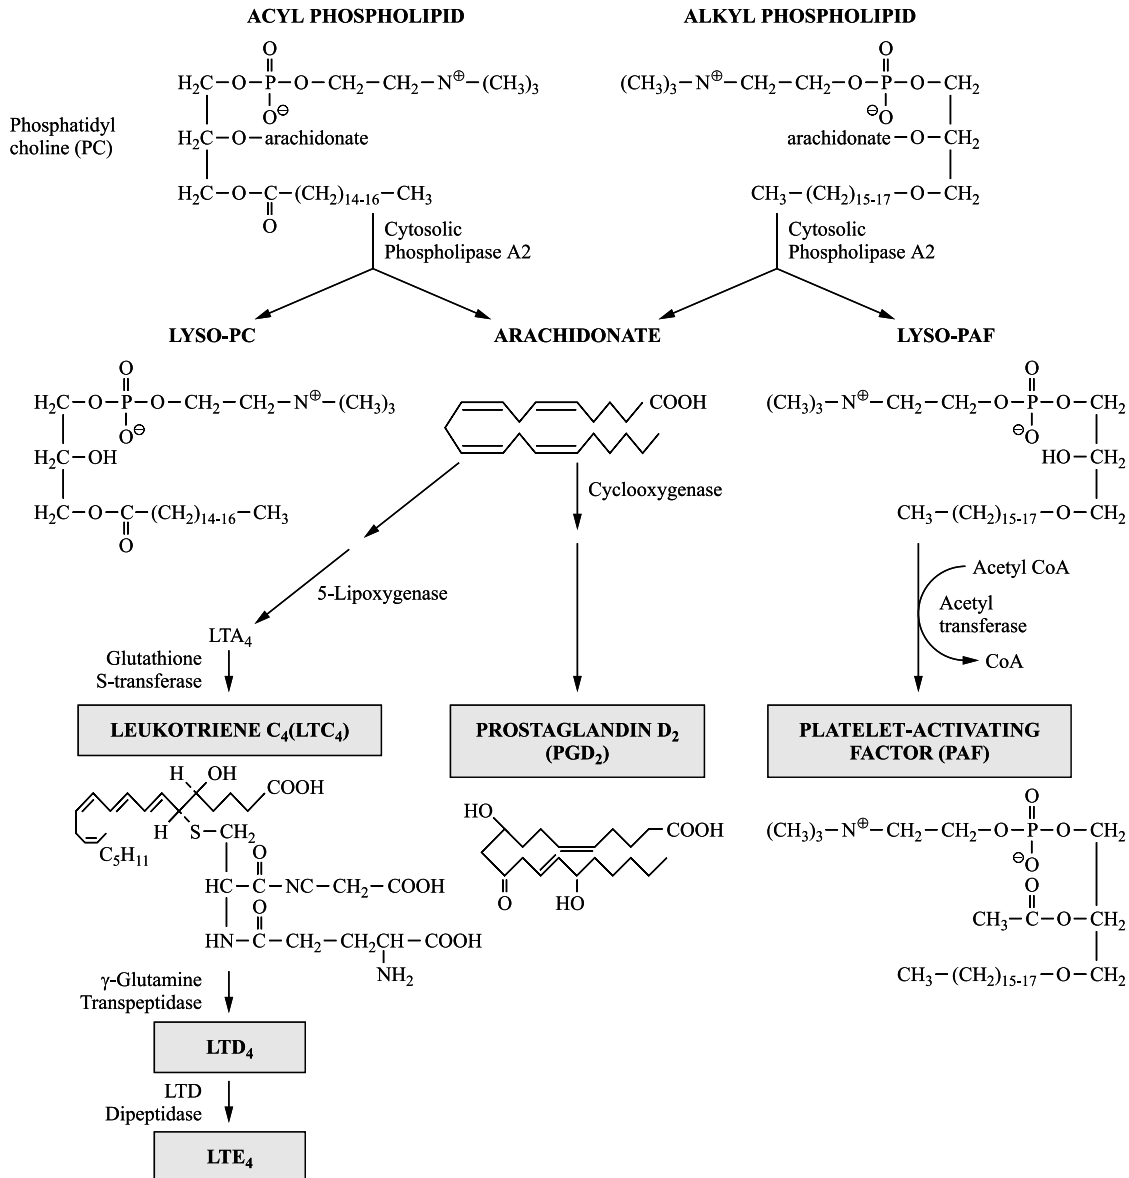 ACYL PHOSPHOLIPID
ALKYL PHOSPHOLIPID
O
H₂C—O—P—O—CH₂—CH₂—N⊕—(CH₃)₃
O⊖
(CH₃)₃—N⊕—CH₂—CH₂—O—P—O—CH₂
O
⊖O
Phosphatidyl
choline (PC)
H₂C—O—arachidonate
arachidonate—O—CH₂
H₂C—O—C—(CH₂)₁₄₋₁₆—CH₃
O
CH₃—(CH₂)₁₅₋₁₇—O—CH₂
Cytosolic
Phospholipase A2
Cytosolic
Phospholipase A2
LYSO-PC
ARACHIDONATE
LYSO-PAF
O
H₂C—O—P—O—CH₂—CH₂—N⊕—(CH₃)₃
O⊖
H₂C—OH
H₂C—O—C—(CH₂)₁₄₋₁₆—CH₃
O
COOH
O
(CH₃)₃—N⊕—CH₂—CH₂—O—P—O—CH₂
⊖O
HO—CH₂
CH₃—(CH₂)₁₅₋₁₇—O—CH₂
Cyclooxygenase
5-Lipoxygenase
Acetyl CoA
Acetyl
transferase
CoA
LTA₄
Glutathione
S-transferase
LEUKOTRIENE C₄(LTC₄)
PROSTAGLANDIN D₂
(PGD₂)
PLATELET-ACTIVATING
FACTOR (PAF)
H OH
COOH
H S—CH₂
C₅H₁₁
O
HC—C—NC—CH₂—COOH
O
HN—C—CH₂—CH₂CH—COOH
NH₂
HO
COOH
O
HO
O
(CH₃)₃—N⊕—CH₂—CH₂—O—P—O—CH₂
⊖O
O
CH₃—C—O—CH₂
CH₃—(CH₂)₁₅₋₁₇—O—CH₂
γ-Glutamine
Transpeptidase
LTD₄
LTD
Dipeptidase
LTE₄